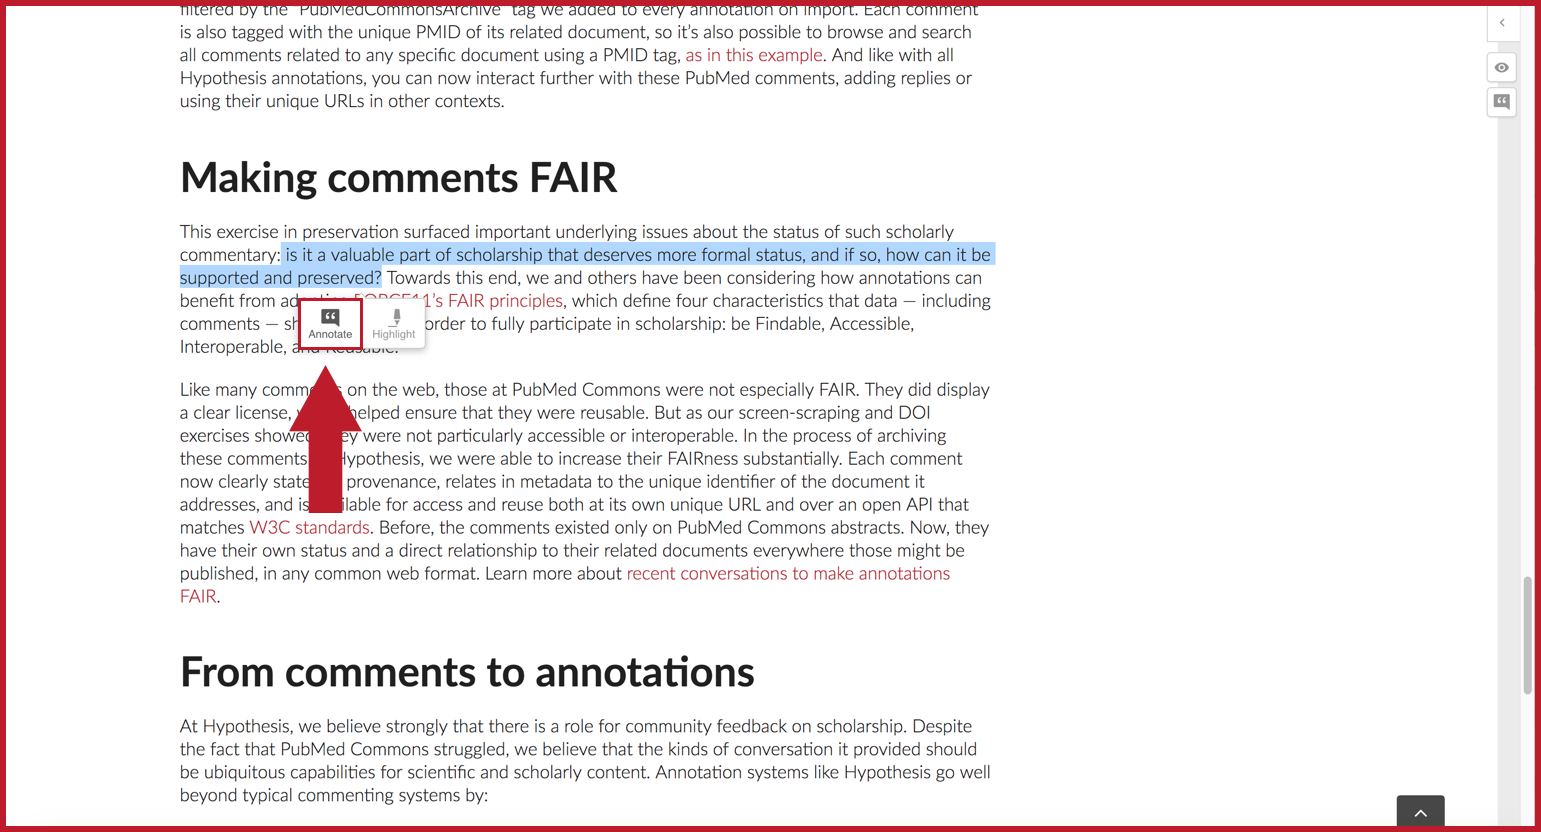 filtered by the "PubMedCommonsArchive" tag we added to every annotation on import. Each comment
is also tagged with the unique PMID of its related document, so it's also possible to browse and search
all comments related to any specific document using a PMID tag, as in this example. And like with all
Hypothesis annotations, you can now interact further with these PubMed comments, adding replies or
using their unique URLs in other contexts.
Making comments FAIR
This exercise in preservation surfaced important underlying issues about the status of such scholarly
commentary: is it a valuable part of scholarship that deserves more formal status, and if so, how can it be
supported and preserved? Towards this end, we and others have been considering how annotations can
benefit from adopting FORCE11's FAIR principles, which define four characteristics that data — including
comments — sh order to fully participate in scholarship: be Findable, Accessible,
Interoperable, and Reusable.
Annotate
Highlight
Like many comments on the web, those at PubMed Commons were not especially FAIR. They did display
a clear license, helped ensure that they were reusable. But as our screen-scraping and DOI
exercises showed they were not particularly accessible or interoperable. In the process of archiving
these comments Hypothesis, we were able to increase their FAIRness substantially. Each comment
now clearly state provenance, relates in metadata to the unique identifier of the document it
addresses, and is available for access and reuse both at its own unique URL and over an open API that
matches W3C standards. Before, the comments existed only on PubMed Commons abstracts. Now, they
have their own status and a direct relationship to their related documents everywhere those might be
published, in any common web format. Learn more about recent conversations to make annotations
FAIR.
From comments to annotations
At Hypothesis, we believe strongly that there is a role for community feedback on scholarship. Despite
the fact that PubMed Commons struggled, we believe that the kinds of conversation it provided should
be ubiquitous capabilities for scientific and scholarly content. Annotation systems like Hypothesis go well
beyond typical commenting systems by: